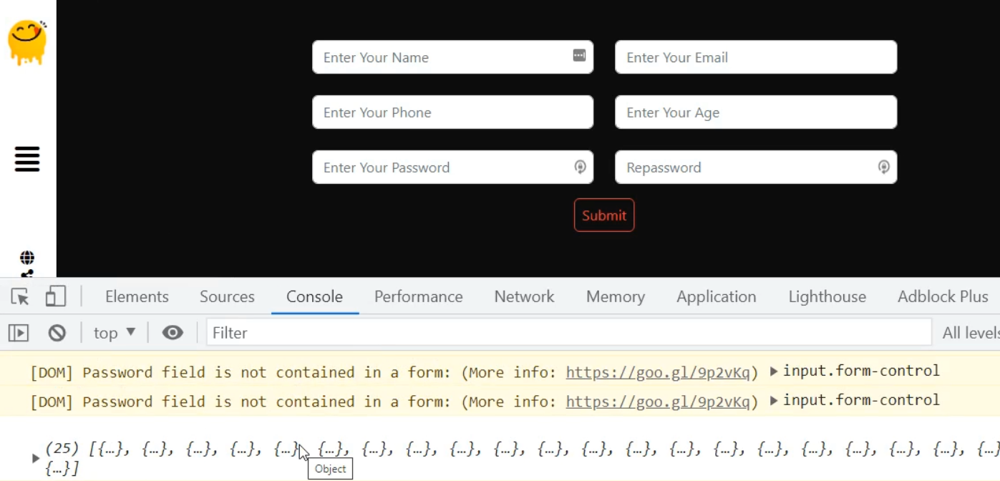 Enter Your Name
Enter Your Email
Enter Your Phone
Enter Your Age
Enter Your Password
Repassword
Submit
Elements Sources Console Performance Network Memory Application Lighthouse Adblock Plus
top ▼ Filter All levels
[DOM] Password field is not contained in a form: (More info: https://goo.gl/9p2vKq) ▶input.form-control
[DOM] Password field is not contained in a form: (More info: https://goo.gl/9p2vKq) ▶input.form-control
▶ (25) [{…}, {…}, {…}, {…}, {…}, {…}, {…}, {…}, {…}, {…}, {…}, {…}, {…}, {…}, {…}, {…}, {…}, {…}, {…}, {…}, {…}
{…}]
Object